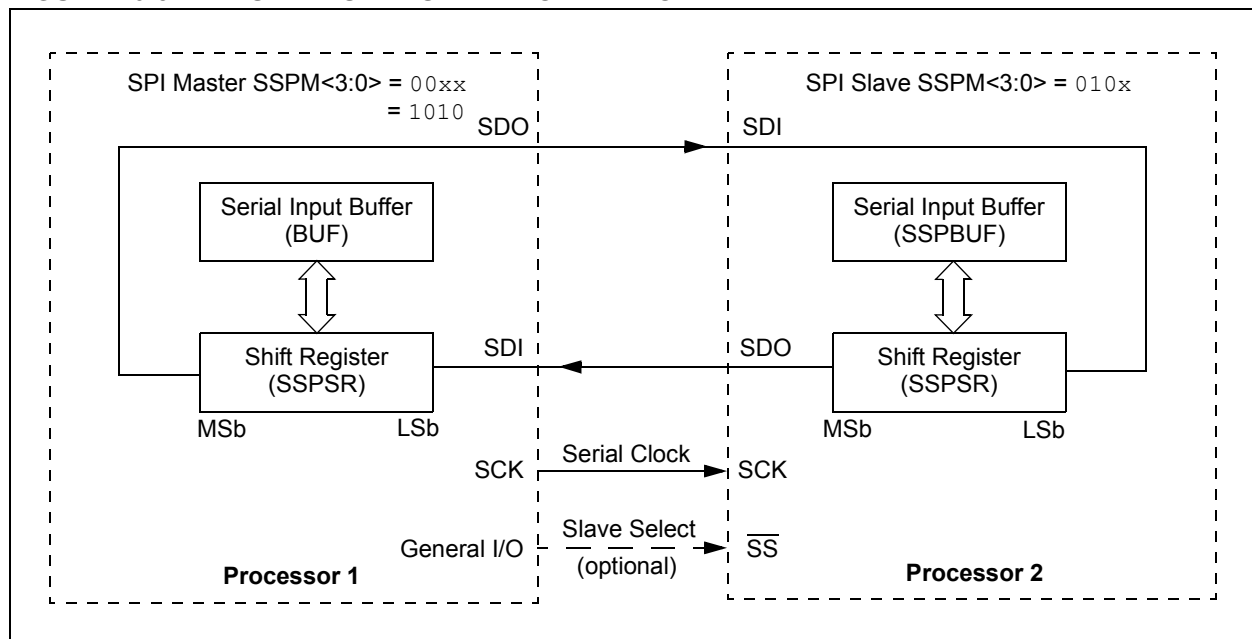 SPI Master SSPM<3:0> = 00xx
= 1010
SPI Slave SSPM<3:0> = 010x
SDO
SDI
Serial Input Buffer
(BUF)
Serial Input Buffer
(SSPBUF)
Shift Register
(SSPSR)
SDI
SDO
Shift Register
(SSPSR)
MSb
LSb
MSb
LSb
SCK
Serial Clock
SCK
General I/O
Slave Select
(optional)
SS
Processor 1
Processor 2